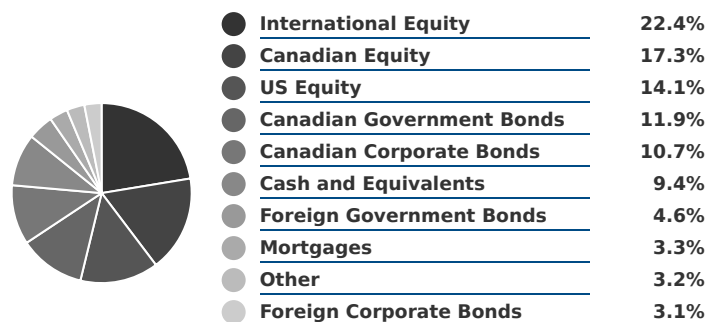 International Equity 22.4%
Canadian Equity 17.3%
US Equity 14.1%
Canadian Government Bonds 11.9%
Canadian Corporate Bonds 10.7%
Cash and Equivalents 9.4%
Foreign Government Bonds 4.6%
Mortgages 3.3%
Other 3.2%
Foreign Corporate Bonds 3.1%